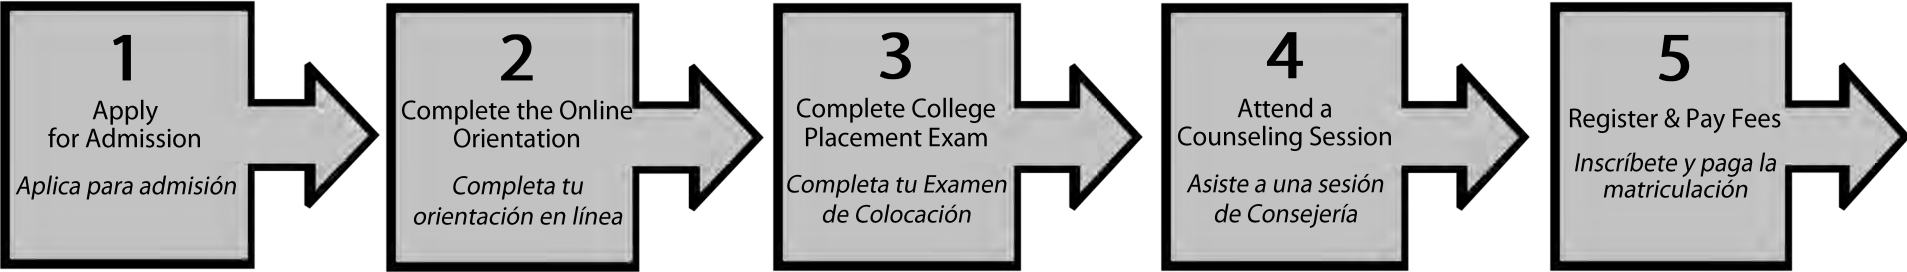 1
Apply
for Admission
Aplica para admisión
2
Complete the Online
Orientation
Completa tu
orientación en línea
3
Complete College
Placement Exam
Completa tu Examen
de Colocación
4
Attend a
Counseling Session
Asiste a una sesión
de Consejería
5
Register & Pay Fees
Inscríbete y paga la
matriculación